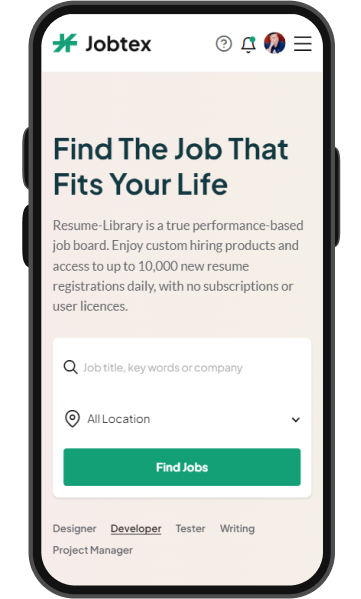 Jobtex
Find The Job That
Fits Your Life
Resume-Library is a true performance-based
job board. Enjoy custom hiring products and
access to up to 10,000 new resume
registrations daily, with no subscriptions or
user licences.
Job title, key words or company
All Location
Find Jobs
Designer Developer Tester Writing
Project Manager